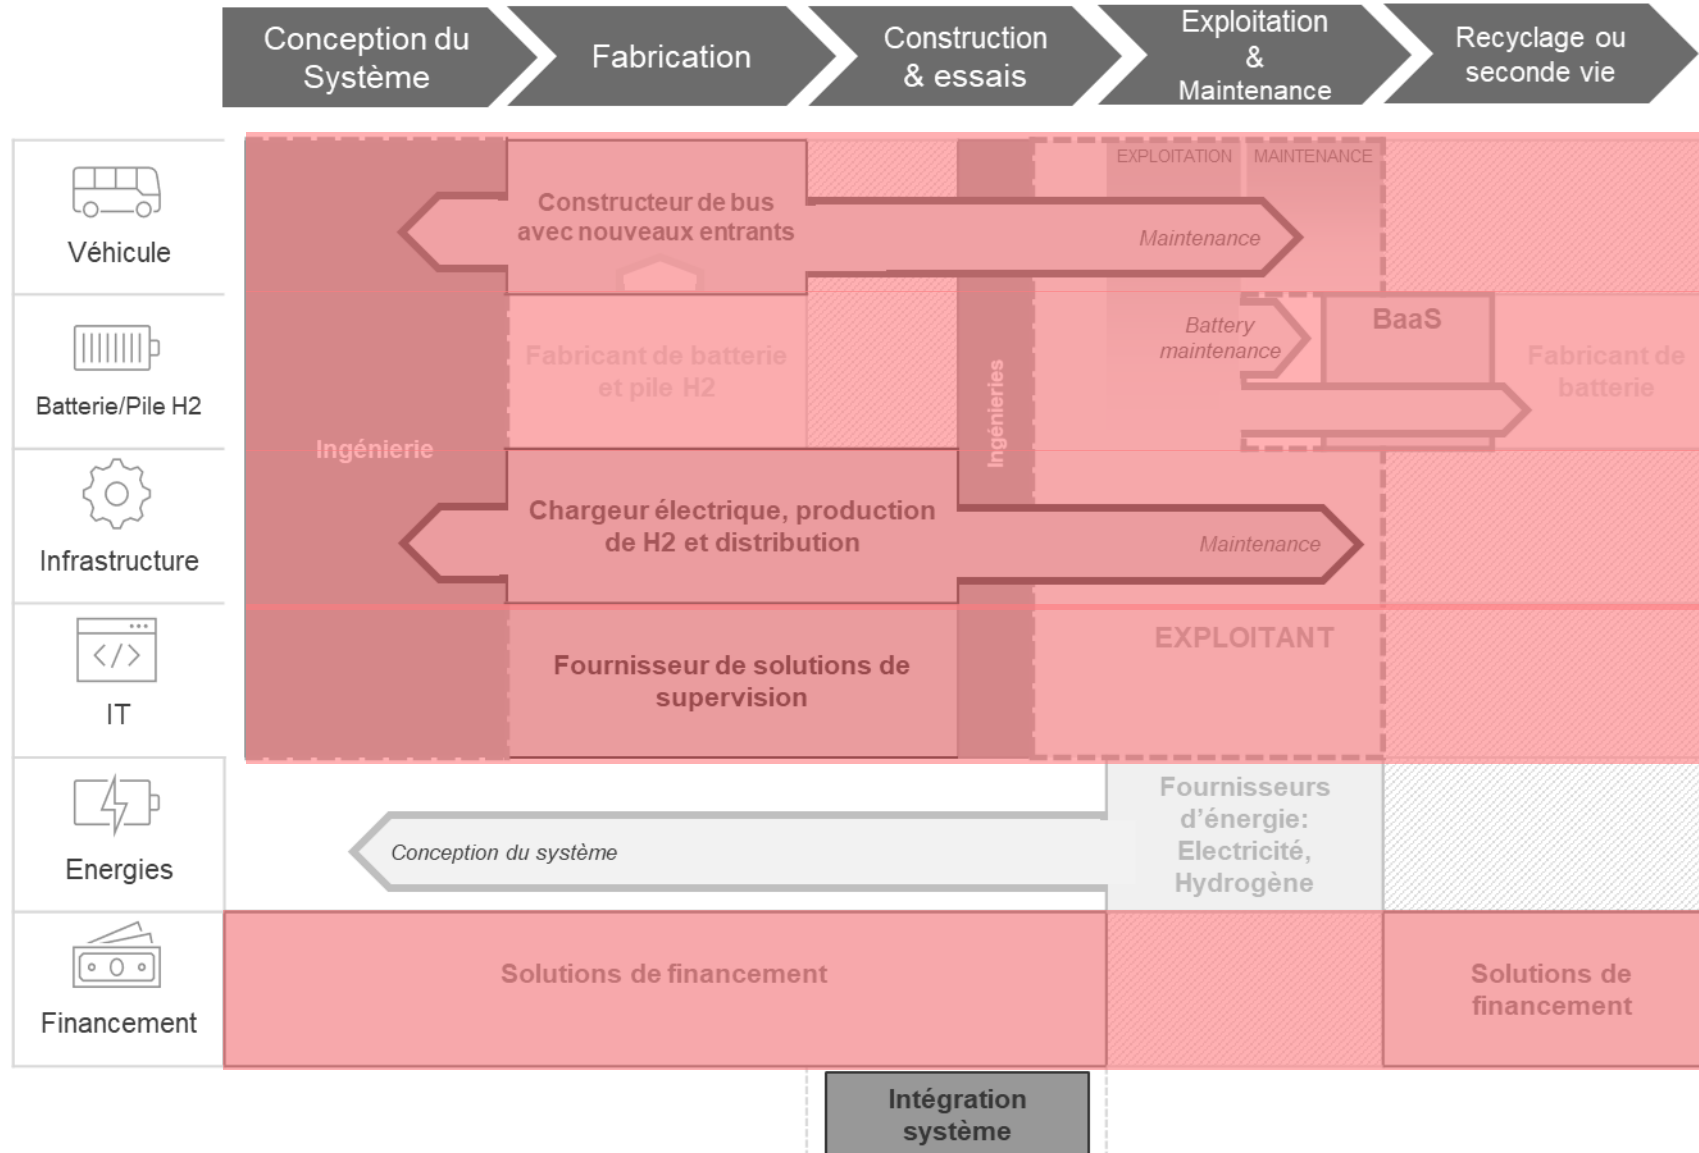 Conception du
Système
Fabrication
Construction
& essais
Exploitation
&
Maintenance
Recyclage ou
seconde vie
Véhicule
EXPLOITATION
MAINTENANCE
Constructeur de bus
avec nouveaux entrants
Maintenance
Batterie/Pile H2
Fabricant de batterie
et pile H2
Battery
maintenance
BaaS
Fabricant de
batterie
Ingénierie
Ingénieries
Infrastructure
Chargeur électrique, production
de H2 et distribution
Maintenance
IT
</>
Fournisseur de solutions de
supervision
EXPLOITANT
Energies
Conception du système
Fournisseurs
d'énergie:
Electricité,
Hydrogène
Financement
Solutions de financement
Solutions de
financement
Intégration
système